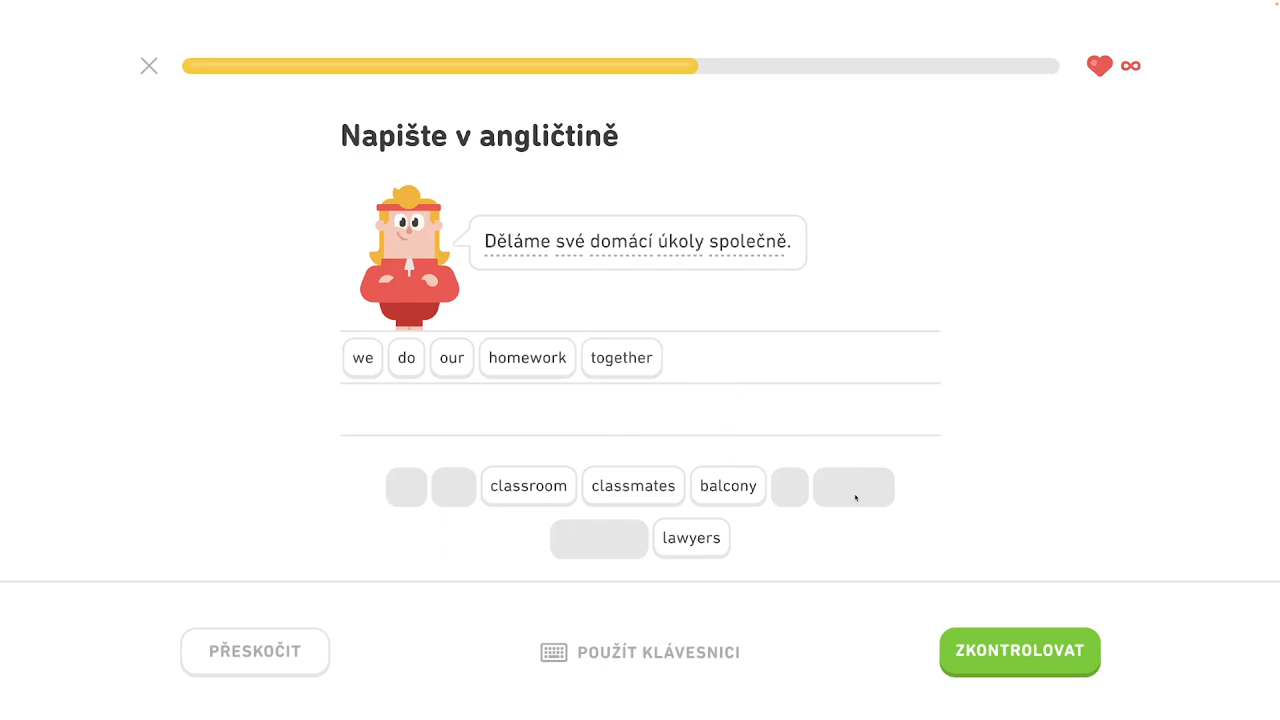 Napište v angličtině
Děláme své domácí úkoly společně.
we do our homework together
classroom classmates balcony
lawyers
PŘESKOČIT
POUŽÍT KLÁVESNICI
ZKONTROLOVAT